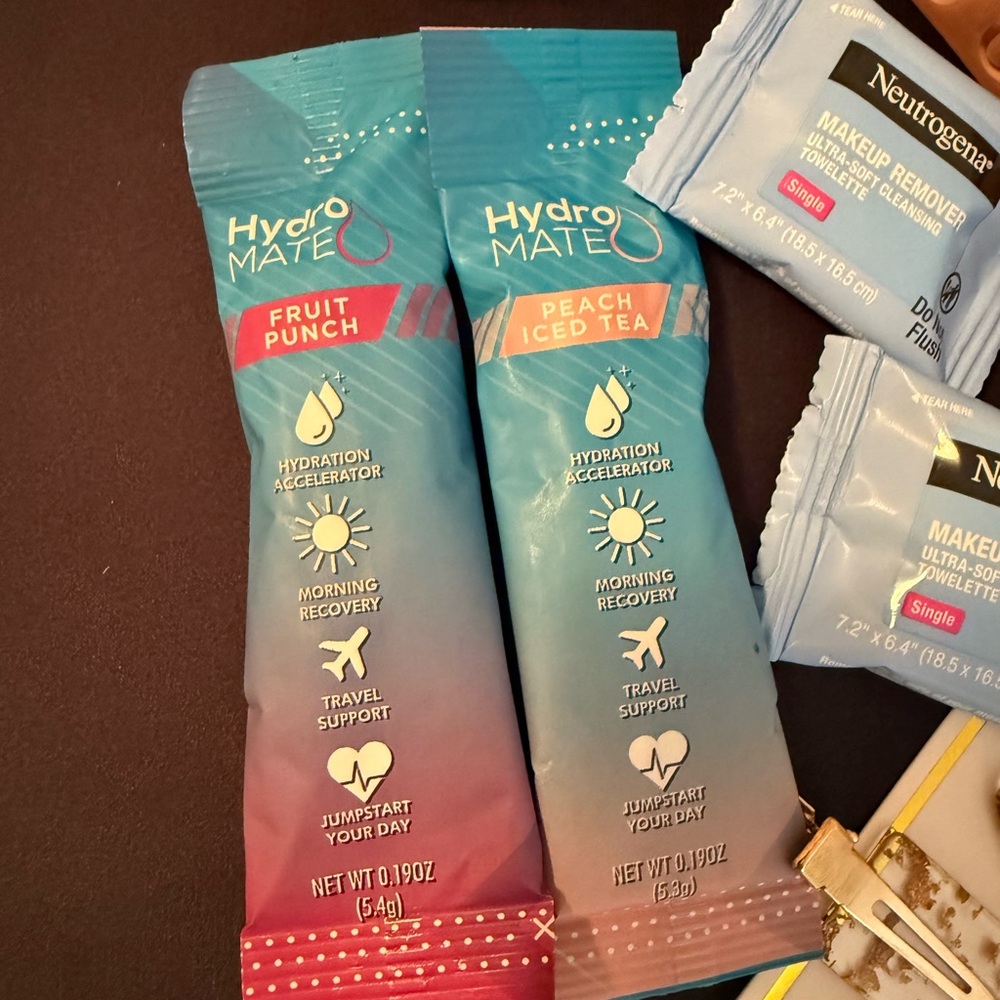 Hydro
MATE
FRUIT
PUNCH
HYDRATION
ACCELERATOR
MORNING
RECOVERY
TRAVEL
SUPPORT
JUMPSTART
YOUR DAY
NET WT 0.19OZ
(5.4g)
Hydro
MATE
PEACH
ICED TEA
HYDRATION
ACCELERATOR
MORNING
RECOVERY
TRAVEL
SUPPORT
JUMPSTART
YOUR DAY
NET WT 0.19OZ
(5.3g)
TEAR HERE
Neutrogena®
MAKEUP REMOVER
ULTRA-SOFT CLEANSING
TOWELETTE
Single
7.2" x 6.4" (18.5 x 16.5 cm)
Do
Flush
TEAR HERE
MAKEU
ULTRA-SOF
TOWELETTE
Single
7.2" x 6.4" (18.5 x 16.5